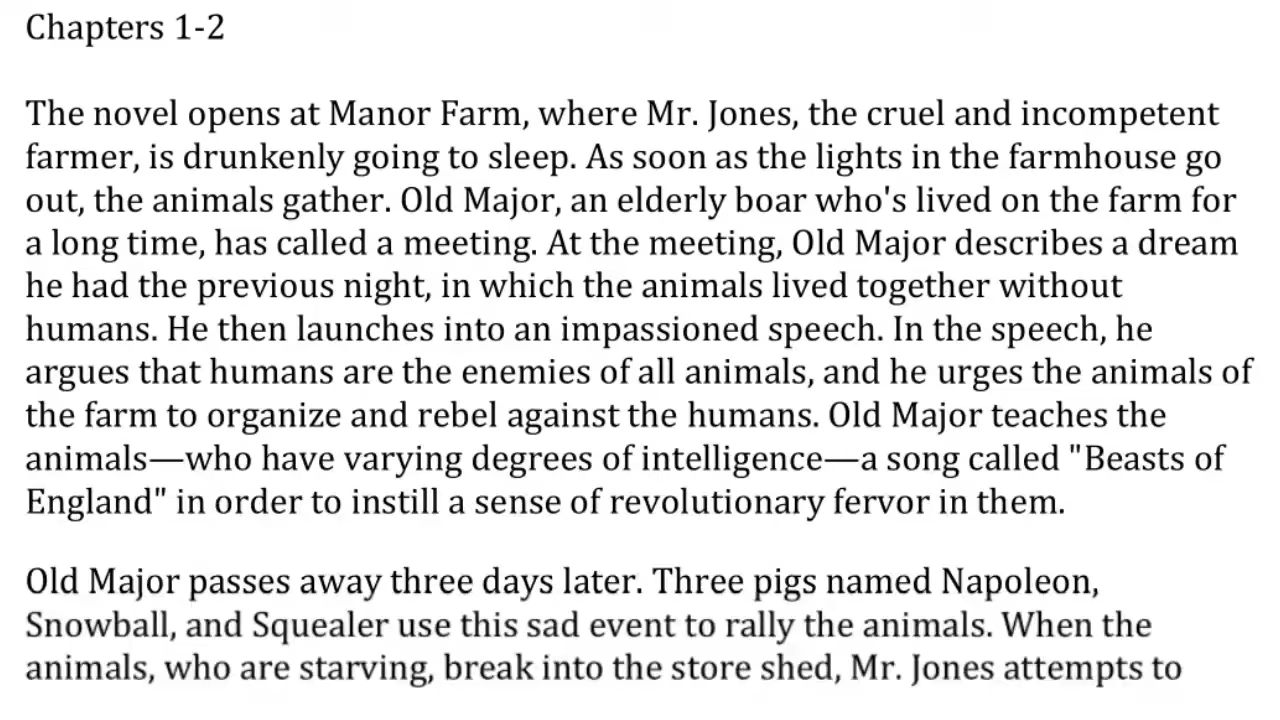 Chapters 1-2
The novel opens at Manor Farm, where Mr. Jones, the cruel and incompetent
farmer, is drunkenly going to sleep. As soon as the lights in the farmhouse go
out, the animals gather. Old Major, an elderly boar who's lived on the farm for
a long time, has called a meeting. At the meeting, Old Major describes a dream
he had the previous night, in which the animals lived together without
humans. He then launches into an impassioned speech. In the speech, he
argues that humans are the enemies of all animals, and he urges the animals of
the farm to organize and rebel against the humans. Old Major teaches the
animals—who have varying degrees of intelligence—a song called "Beasts of
England" in order to instill a sense of revolutionary fervor in them.
Old Major passes away three days later. Three pigs named Napoleon,
Snowball, and Squealer use this sad event to rally the animals. When the
animals, who are starving, break into the store shed, Mr. Jones attempts to